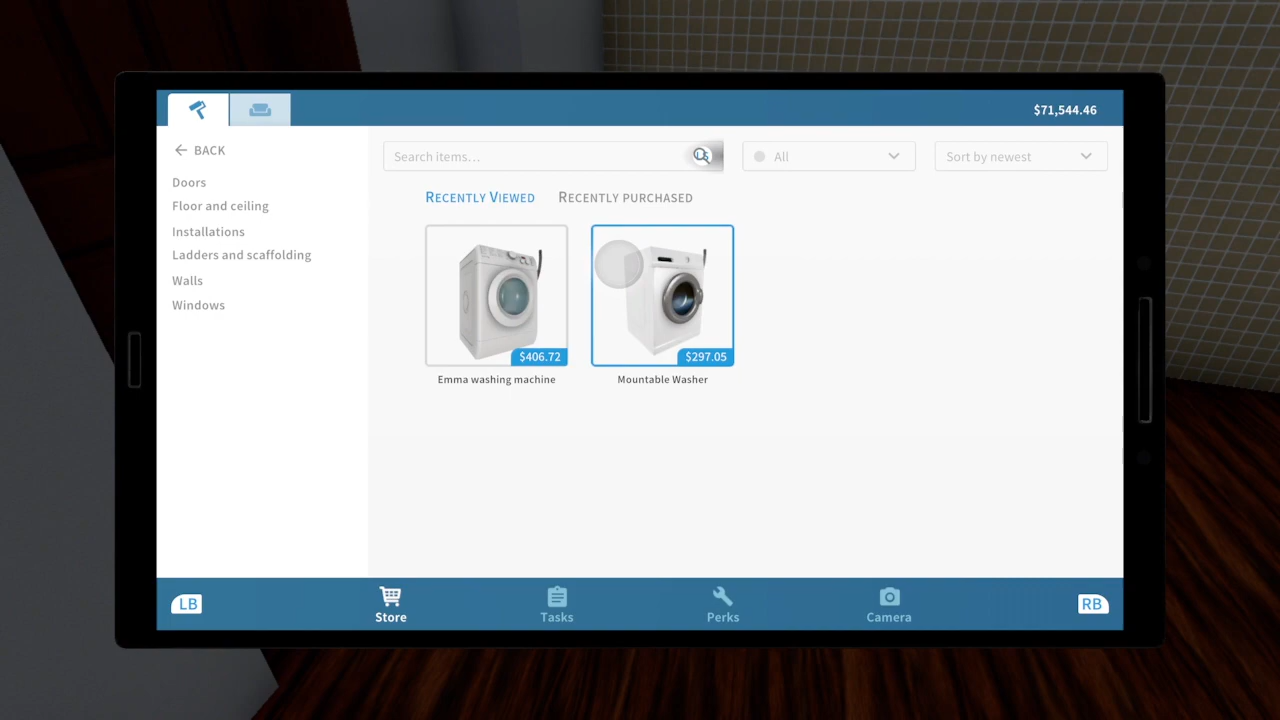 $71,544.46
BACK
Doors
Floor and ceiling
Installations
Ladders and scaffolding
Walls
Windows
Search items...
LS
All
Sort by newest
RECENTLY VIEWED
RECENTLY PURCHASED
$406.72
$297.05
Emma washing machine
Mountable Washer
LB
Store
Tasks
Perks
Camera
RB